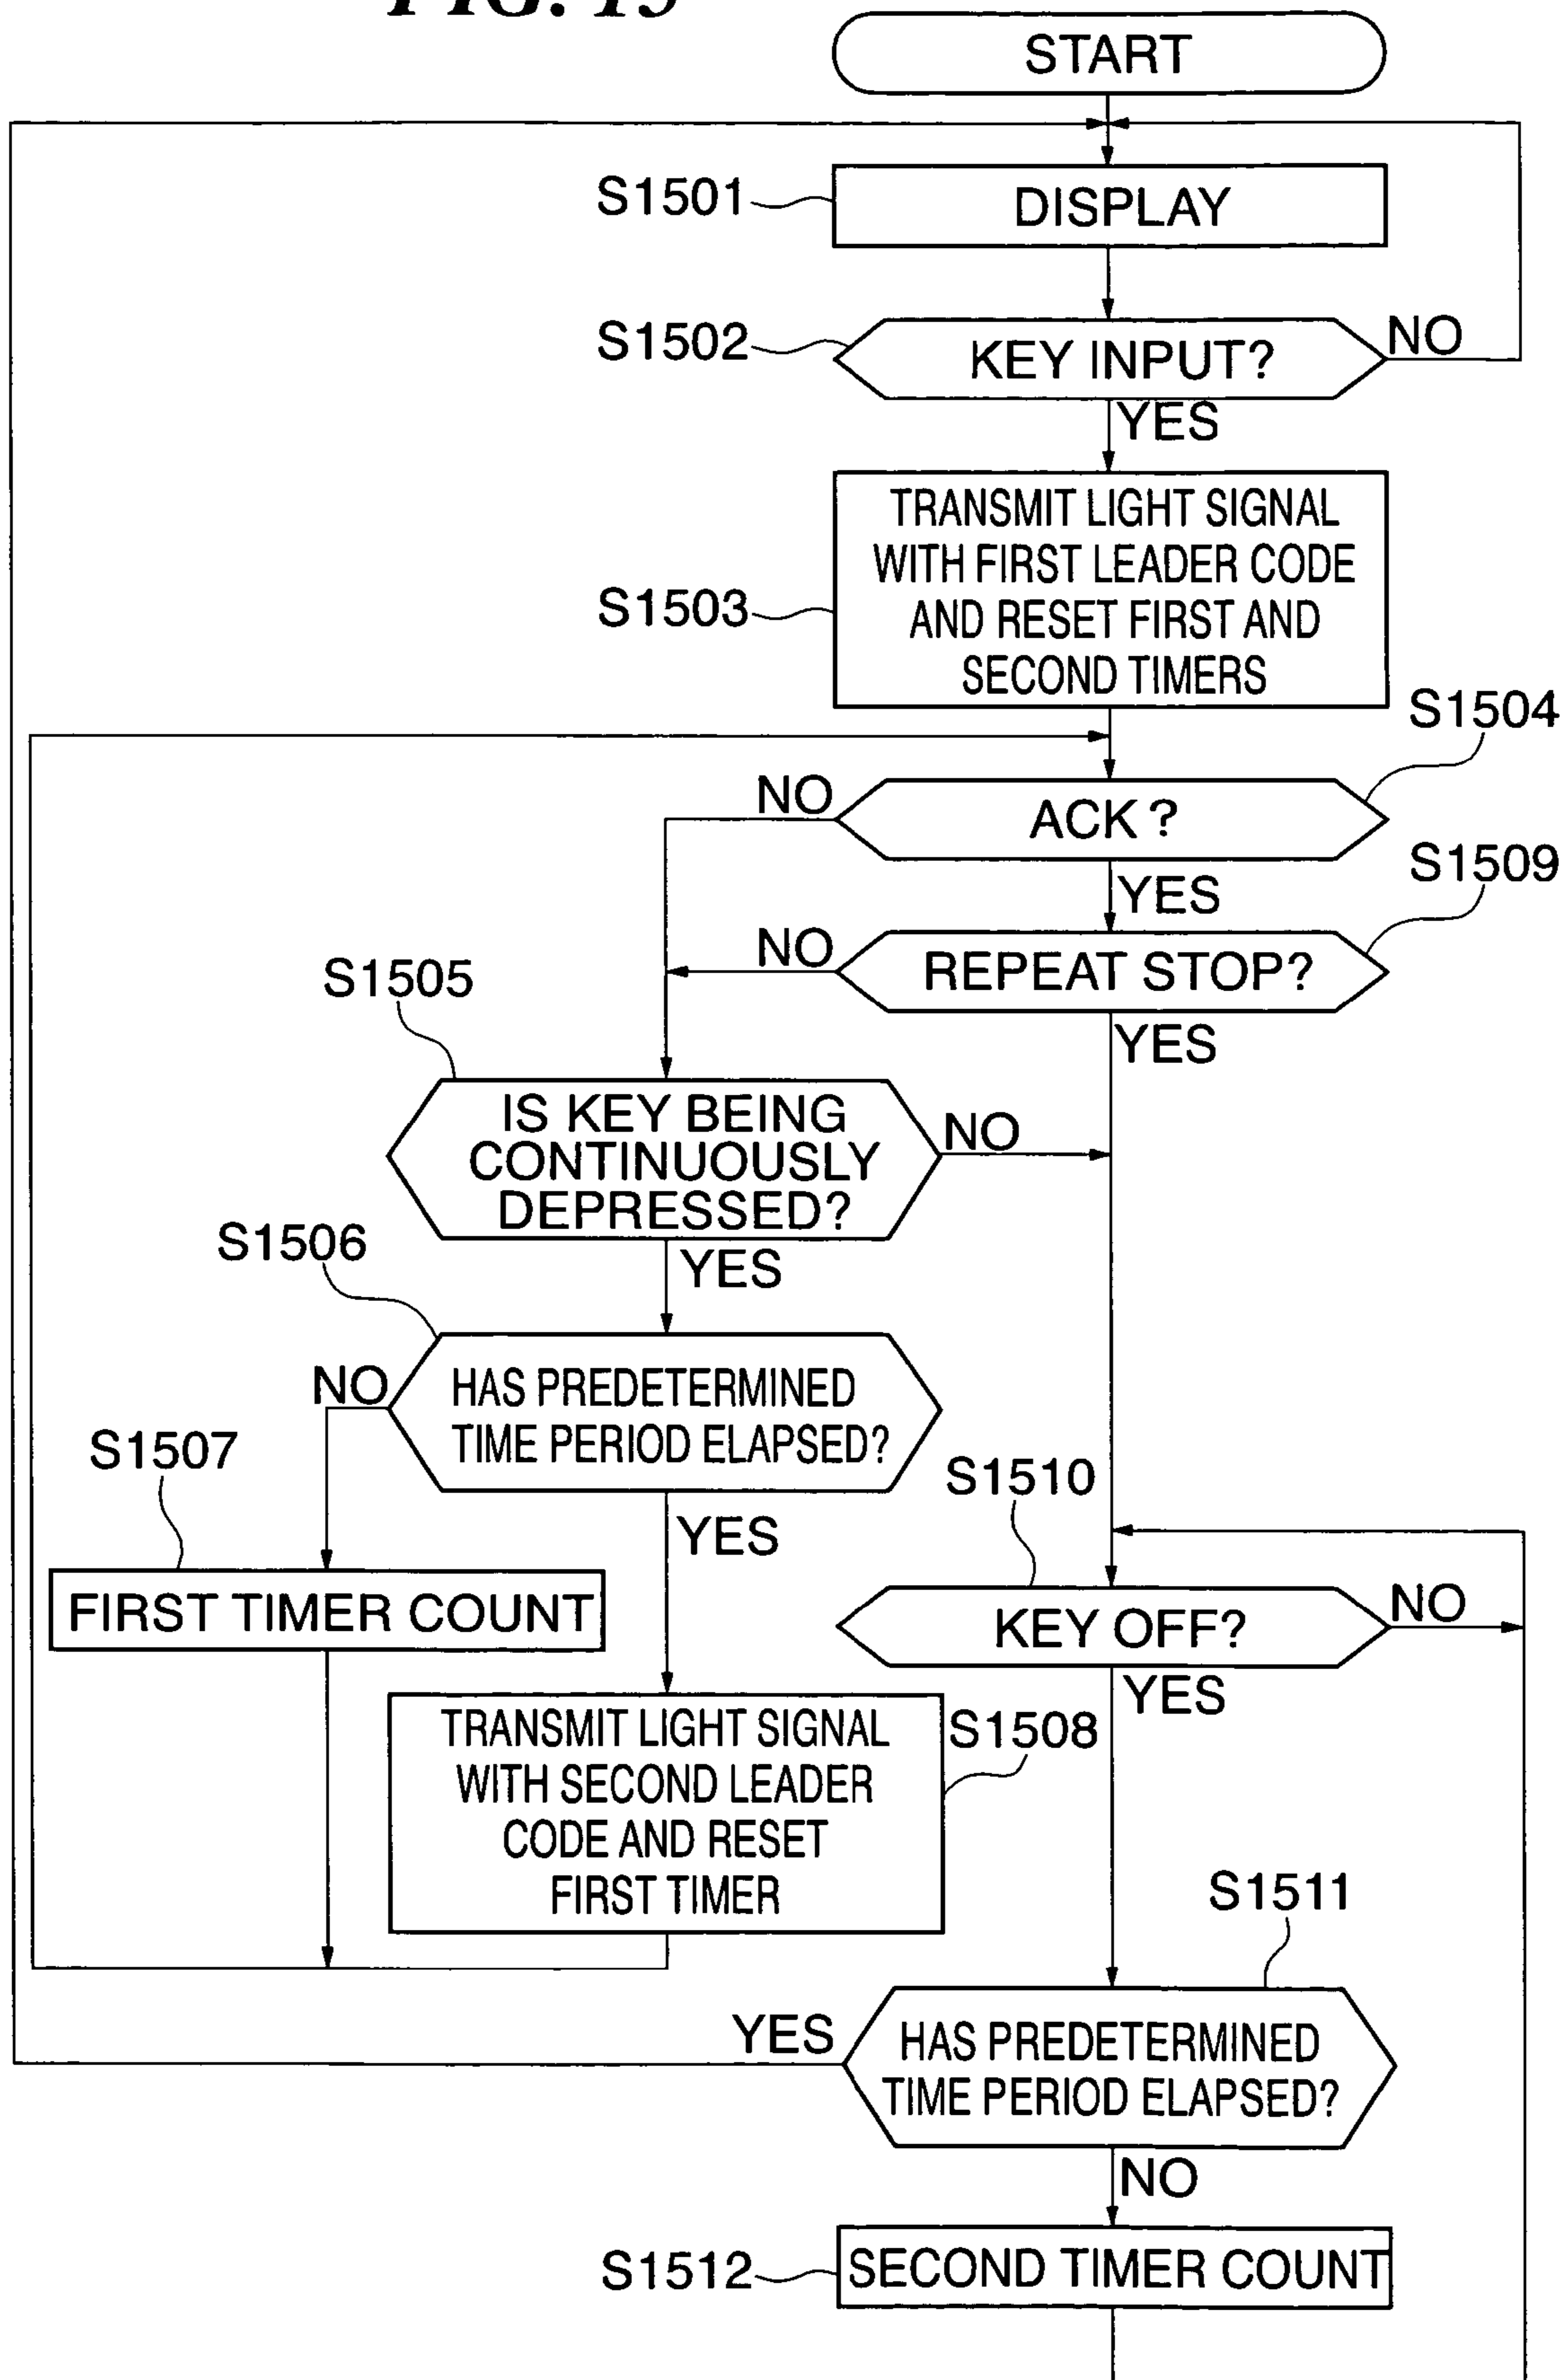 FIG. 15
START
S1501
DISPLAY
S1502
KEY INPUT?
NO
YES
S1503
TRANSMIT LIGHT SIGNAL
WITH FIRST LEADER CODE
AND RESET FIRST AND
SECOND TIMERS
S1504
NO
ACK ?
YES
S1509
NO
REPEAT STOP?
YES
S1505
IS KEY BEING
CONTINUOUSLY
DEPRESSED?
NO
YES
S1506
NO
HAS PREDETERMINED
TIME PERIOD ELAPSED?
YES
S1507
FIRST TIMER COUNT
S1510
KEY OFF?
NO
YES
TRANSMIT LIGHT SIGNAL
WITH SECOND LEADER
CODE AND RESET
FIRST TIMER
S1508
S1511
YES
HAS PREDETERMINED
TIME PERIOD ELAPSED?
NO
S1512
SECOND TIMER COUNT